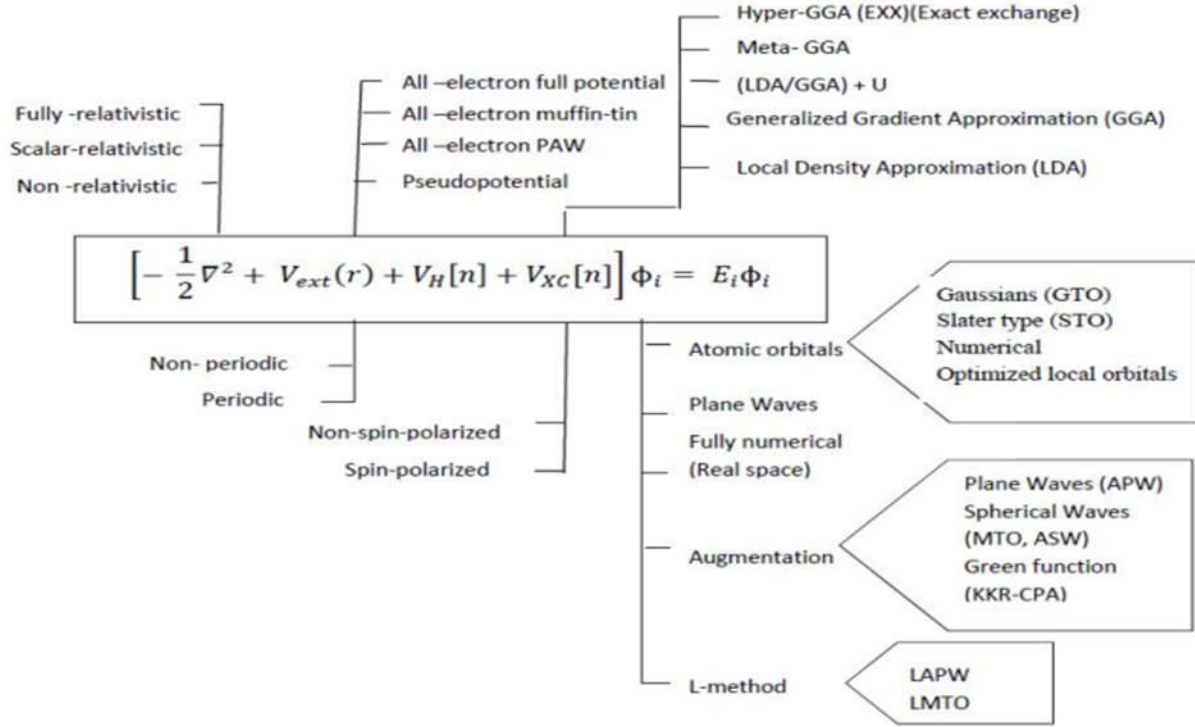 Hyper-GGA (EXX)(Exact exchange)
Meta- GGA
(LDA/GGA) + U
Generalized Gradient Approximation (GGA)
Local Density Approximation (LDA)
All –electron full potential
All –electron muffin-tin
All –electron PAW
Pseudopotential
Fully -relativistic
Scalar-relativistic
Non -relativistic
[- 1/2 ∇² + V_ext(r) + V_H[n] + V_XC[n]] ϕ_i = E_iϕ_i
Non- periodic
Periodic
Non-spin-polarized
Spin-polarized
Atomic orbitals
Plane Waves
Fully numerical
(Real space)
Augmentation
L-method
Gaussians (GTO)
Slater type (STO)
Numerical
Optimized local orbitals
Plane Waves (APW)
Spherical Waves
(MTO, ASW)
Green function
(KKR-CPA)
LAPW
LMTO